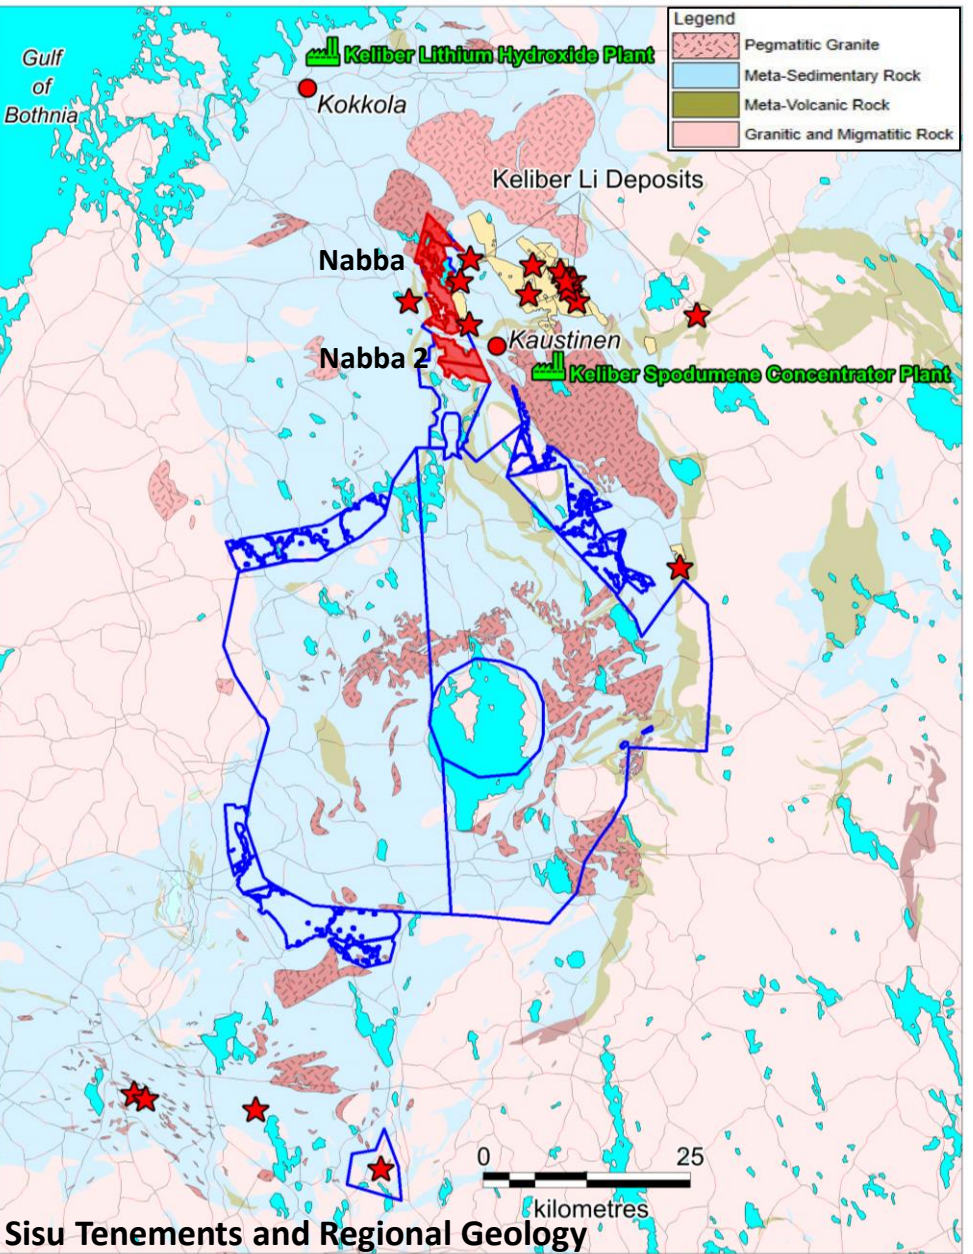 Legend
Pegmatitic Granite
Meta-Sedimentary Rock
Meta-Volcanic Rock
Granitic and Migmatitic Rock
Gulf
of
Bothnia
Keliber Lithium Hydroxide Plant
Kokkola
Keliber Li Deposits
Nabba
Kaustinen
Nabba 2
Keliber Spodumene Concentrator Plant
0 25
kilometres
Sisu Tenements and Regional Geology